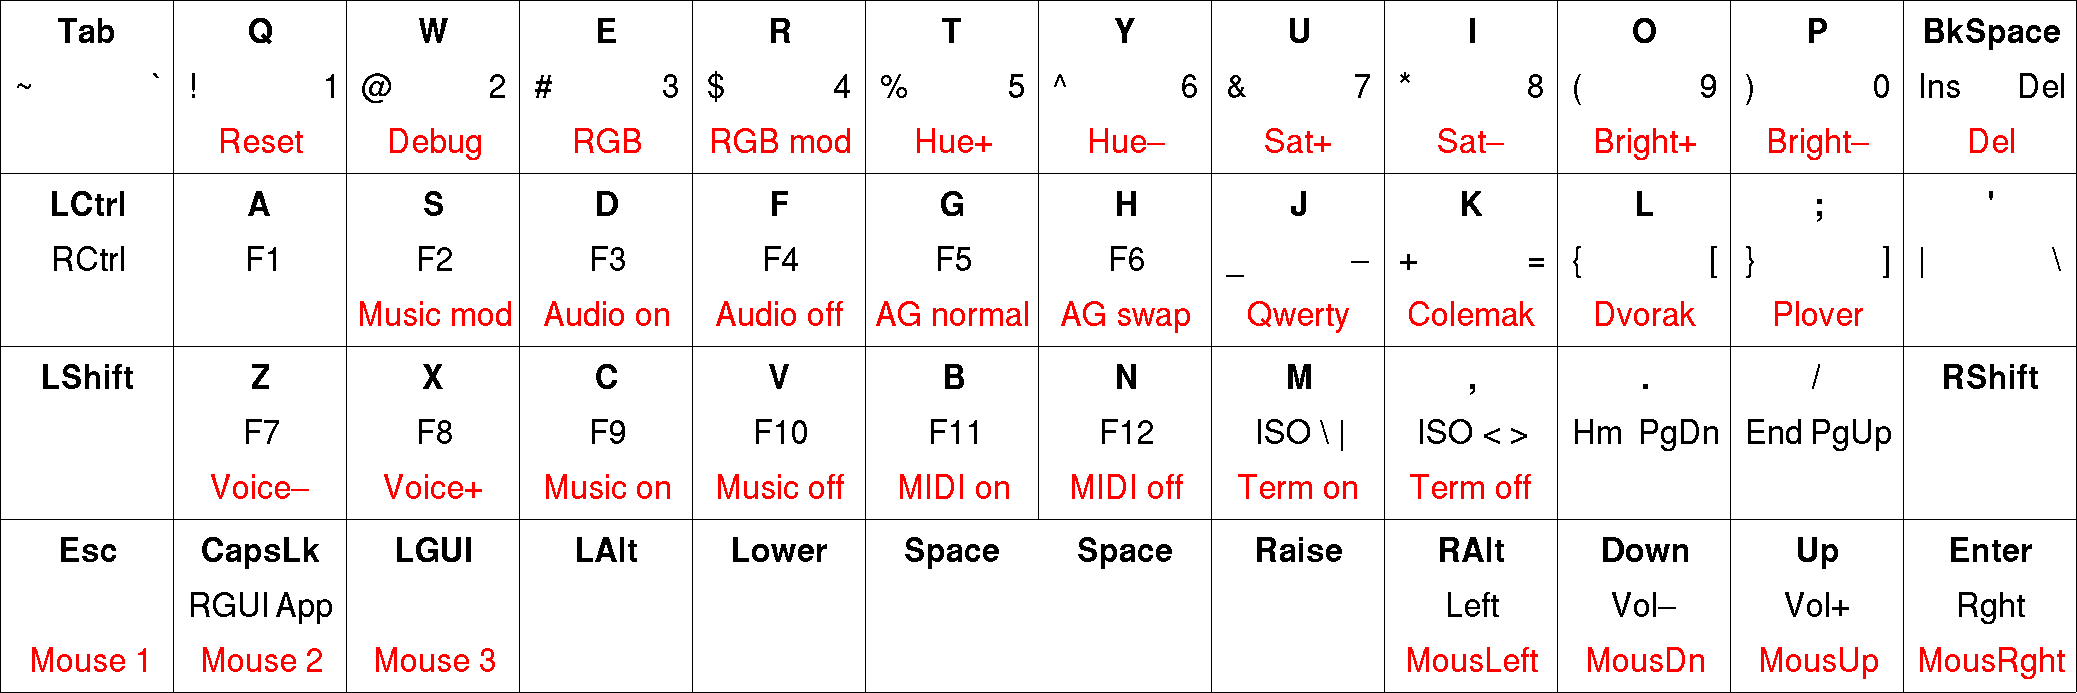 Tab Q W E R T Y U I O P BkSpace
~ ` ! 1 @ 2 # 3 $ 4 % 5 ^ 6 & 7 * 8 ( 9 ) 0 Ins Del
Reset Debug RGB RGB mod Hue+ Hue– Sat+ Sat– Bright+ Bright– Del
LCtrl A S D F G H J K L ; '
RCtrl F1 F2 F3 F4 F5 F6 _ – + = { [ } ] | \
Music mod Audio on Audio off AG normal AG swap Qwerty Colemak Dvorak Plover
LShift Z X C V B N M , . / RShift
F7 F8 F9 F10 F11 F12 ISO \ | ISO < > Hm PgDn End PgUp
Voice– Voice+ Music on Music off MIDI on MIDI off Term on Term off
Esc CapsLk LGUI LAlt Lower Space Space Raise RAlt Down Up Enter
RGUI App Left Vol– Vol+ Rght
Mouse 1 Mouse 2 Mouse 3 MousLeft MousDn MousUp MousRght